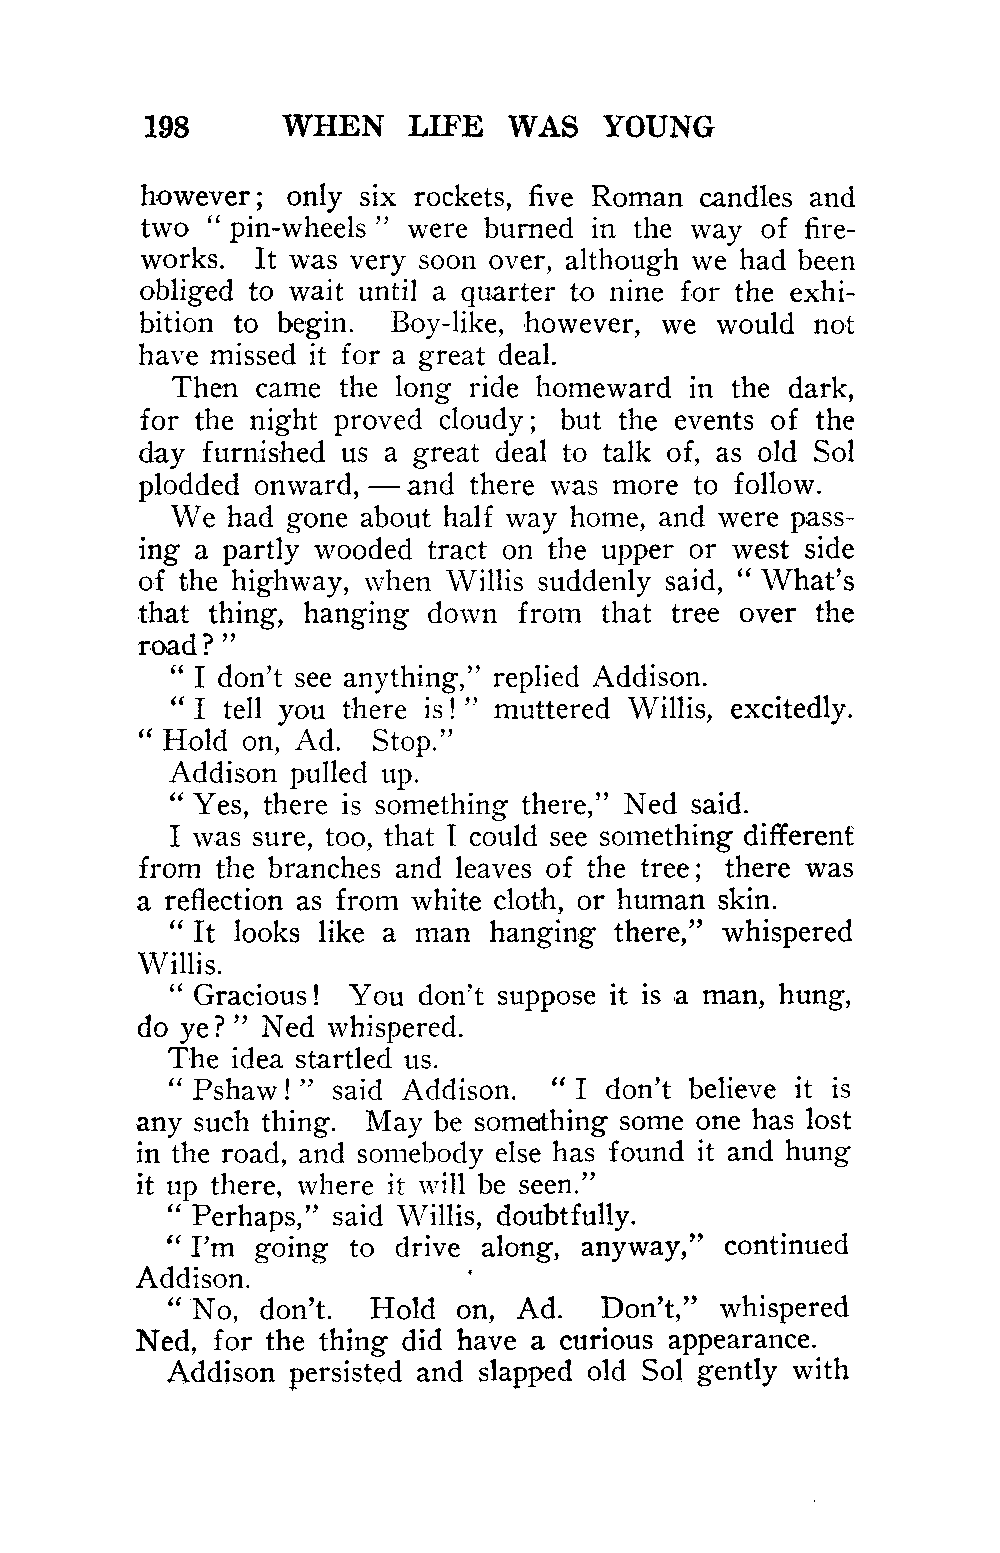 198 WHEN LIFE WAS YOUNG
however; only six rockets, five Roman candles and
two " pin-wheels " were burned in the way of fire-
works. It was very soon over, although we had been
obliged to wait until a quarter to nine for the exhi-
bition to begin. Boy-like, however, we would not
have missed it for a great deal.
Then came the long ride homeward in the dark,
for the night proved cloudy; but the events of the
day furnished us a great deal to talk of, as old Sol
plodded onward, — and there was more to follow.
We had gone about half way home, and were pass-
ing a partly wooded tract on the upper or west side
of the highway, when Willis suddenly said, " What's
that thing, hanging down from that tree over the
road? "
" I don't see anything," replied Addison.
" I tell you there is! " muttered Willis, excitedly.
" Hold on, Ad. Stop."
Addison pulled up.
" Yes, there is something there," Ned said.
I was sure, too, that I could see something different
from the branches and leaves of the tree; there was
a reflection as from white cloth, or human skin.
" It looks like a man hanging there," whispered
Willis.
" Gracious! You don't suppose it is a man, hung,
do ye? " Ned whispered.
The idea startled us.
" Pshaw! " said Addison. " I don't believe it is
any such thing. May be something some one has lost
in the road, and somebody else has found it and hung
it up there, where it will be seen."
" Perhaps," said Willis, doubtfully.
" I'm going to drive along, anyway," continued
Addison.
" No, don't. Hold on, Ad. Don't," whispered
Ned, for the thing did have a curious appearance.
Addison persisted and slapped old Sol gently with